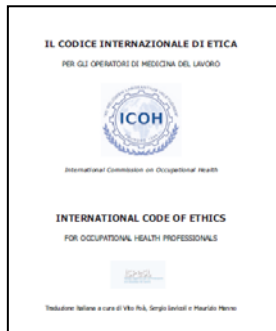 IL CODICE INTERNAZIONALE DI ETICA
PER GLI OPERATORI DI MEDICINA DEL LAVORO
ICOH
International Commission on Occupational Health
INTERNATIONAL CODE OF ETHICS
FOR OCCUPATIONAL HEALTH PROFESSIONALS
Traduzione italiana a cura di Vito Foà, Sergio Iavicoli e Maurizio Manno